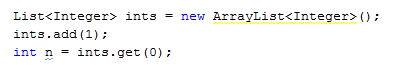 List<Integer> ints = new ArrayList<Integer>();
ints.add(1);
int n = ints.get(0);